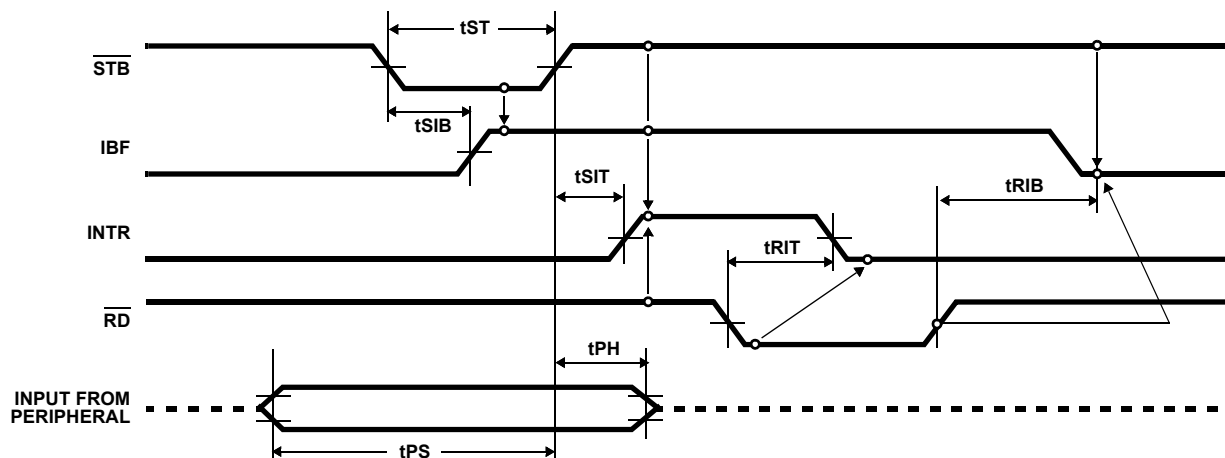 tST
STB
tSIB
IBF
tSIT
tRIB
INTR
tRIT
RD
tPH
INPUT FROM
PERIPHERAL
tPS